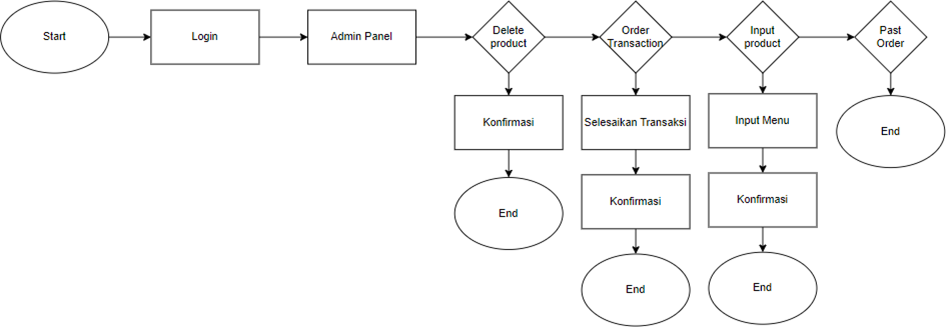 Start
Login
Admin Panel
Delete
product
Order
Transaction
Input
product
Past
Order
Konfirmasi
Selesaikan Transaksi
Input Menu
End
Konfirmasi
Konfirmasi
End
End
End